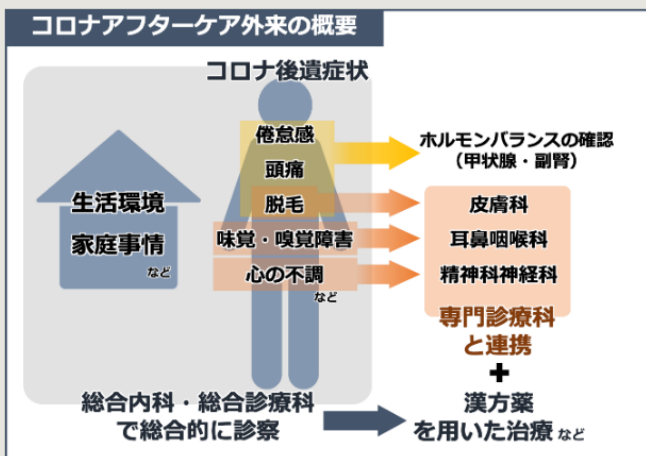 コロナアフターケア外来の概要
コロナ後遺症状
倦怠感
頭痛
脱毛
味覚・嗅覚障害
心の不調
など
生活環境
家庭事情
など
ホルモンバランスの確認
（甲状腺・副腎）
皮膚科
耳鼻咽喉科
精神科神経科
専門診療科
と連携
+
総合内科・総合診療科
で総合的に診察
漢方薬
を用いた治療 など